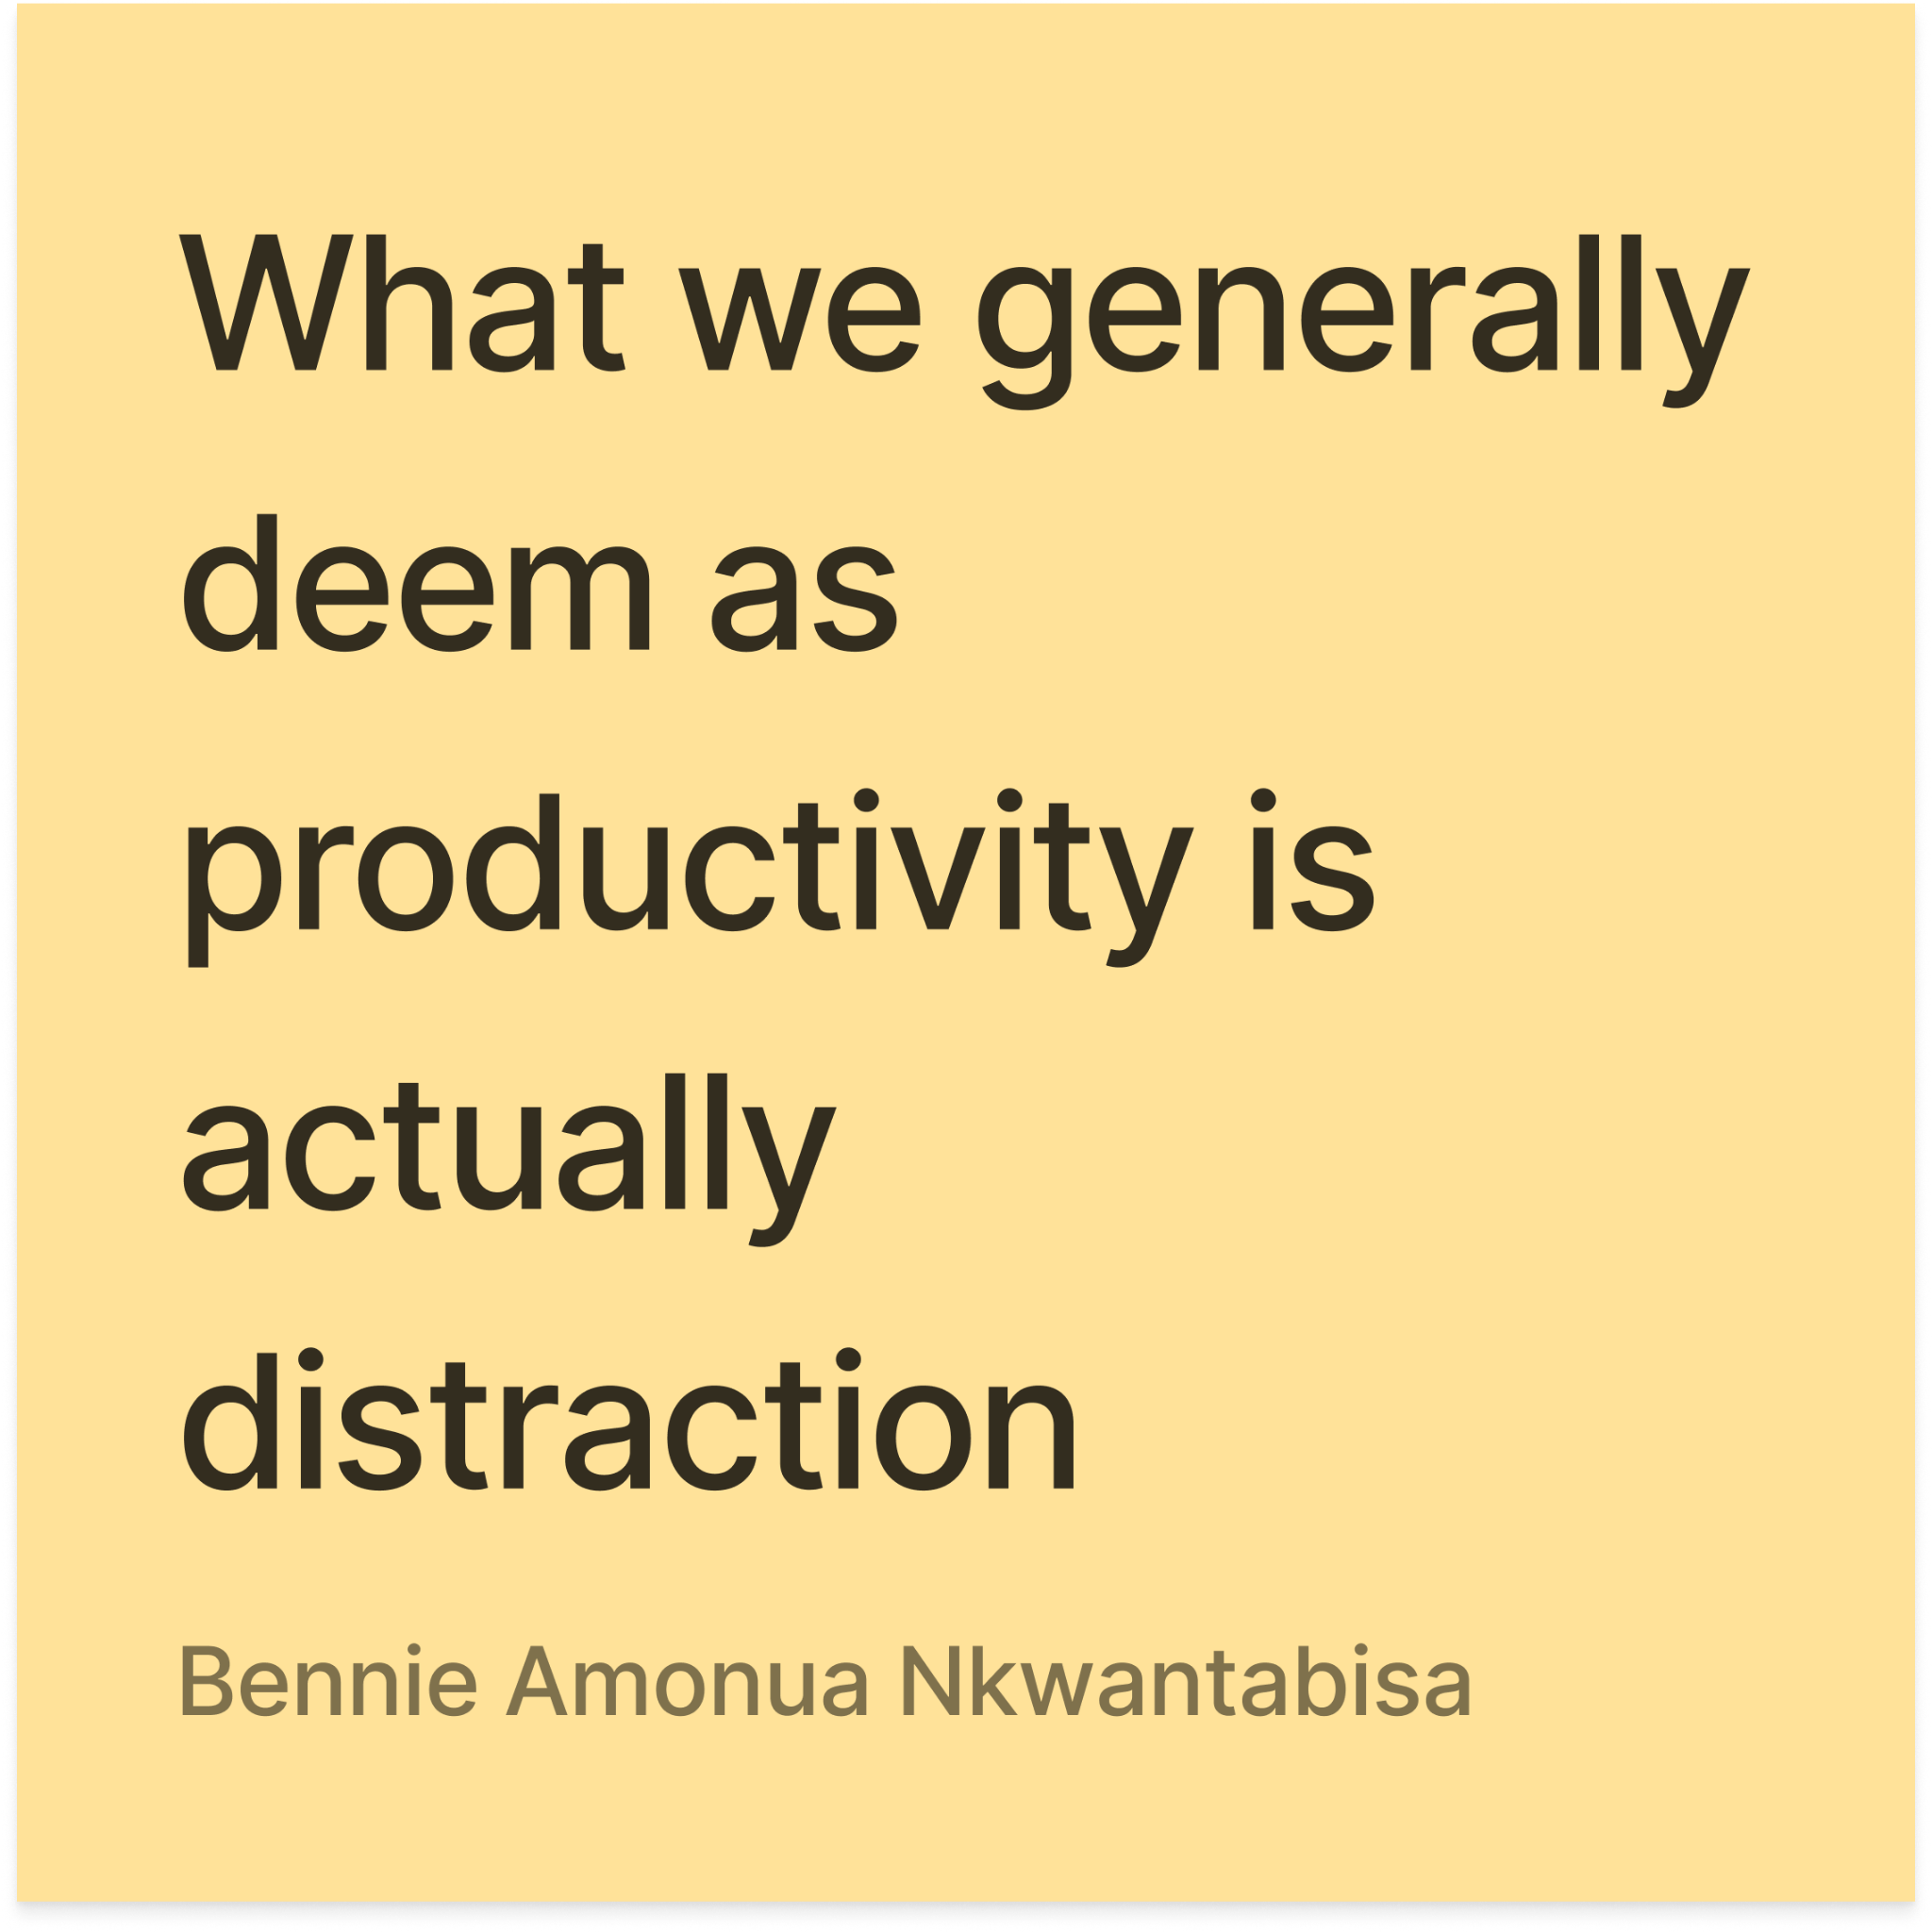 What we generally
deem as
productivity is
actually
distraction
Bennie Amonua Nkwantabisa